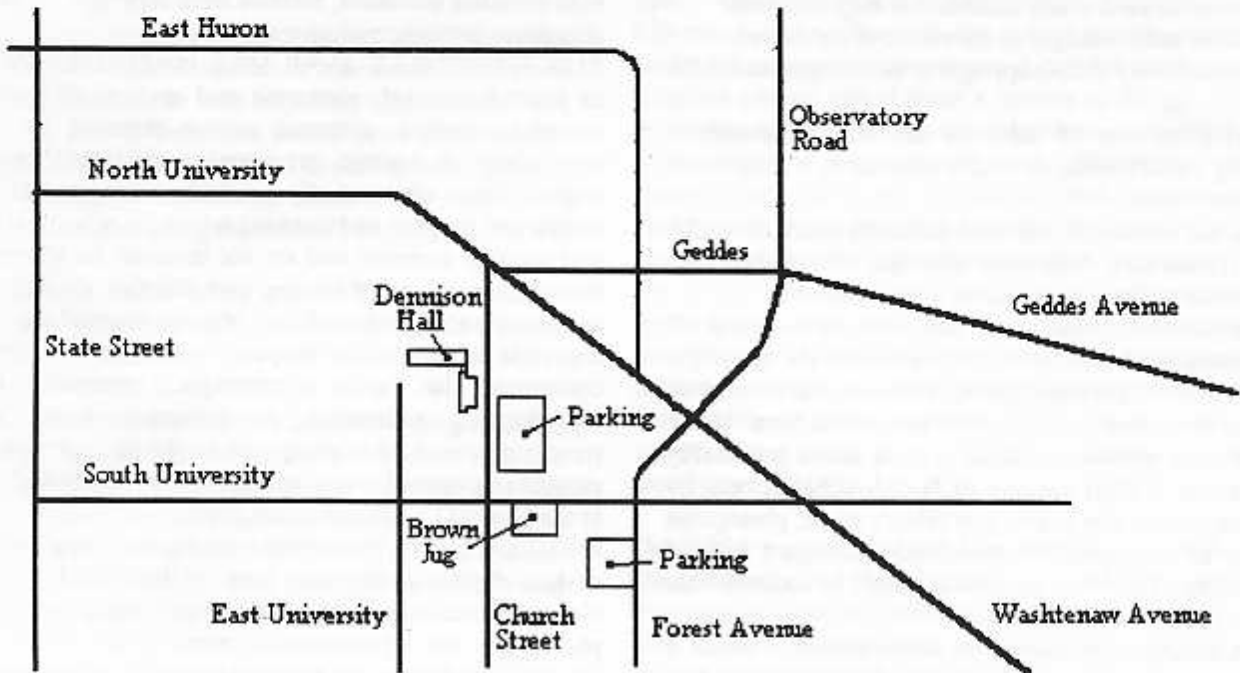 East Huron
Observatory
Road
North University
Geddes
Dennison
Hall
Geddes Avenue
State Street
Parking
South University
Brown
Jug
Parking
East University
Church
Street
Forest Avenue
Washtenaw Avenue